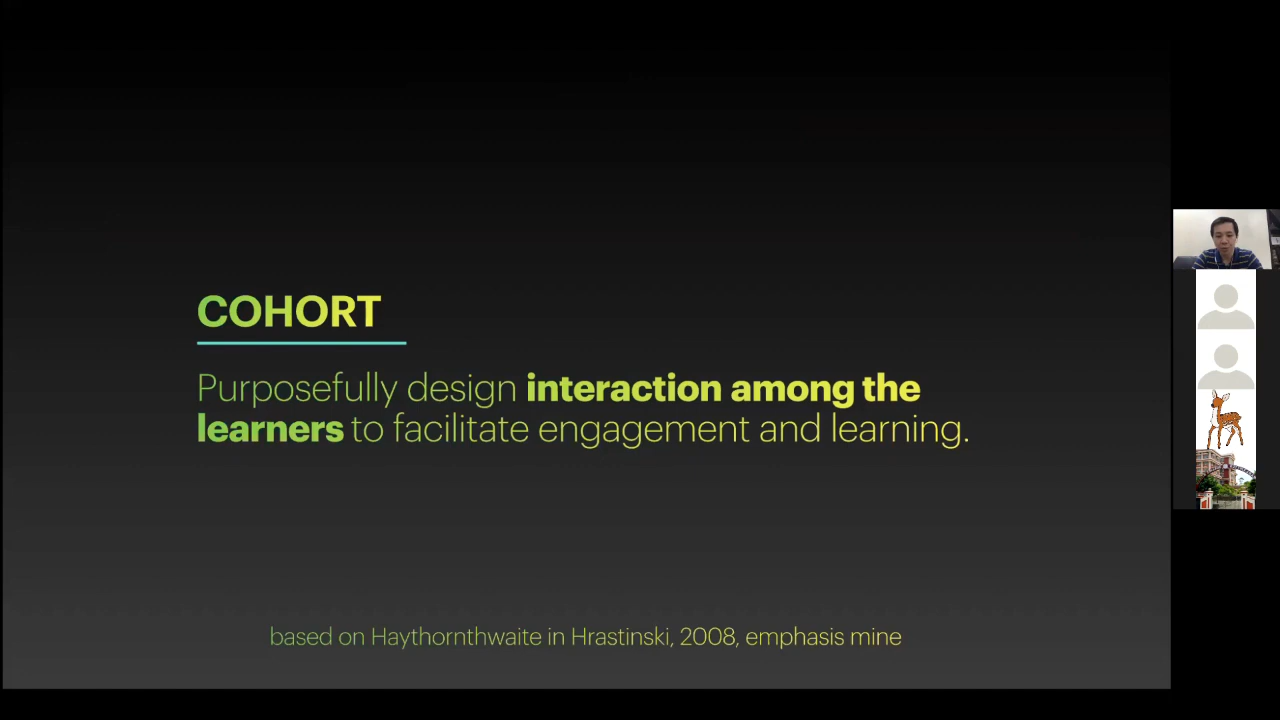 COHORT
Purposefully design interaction among the
learners to facilitate engagement and learning.
based on Haythornthwaite in Hrastinski, 2008, emphasis mine